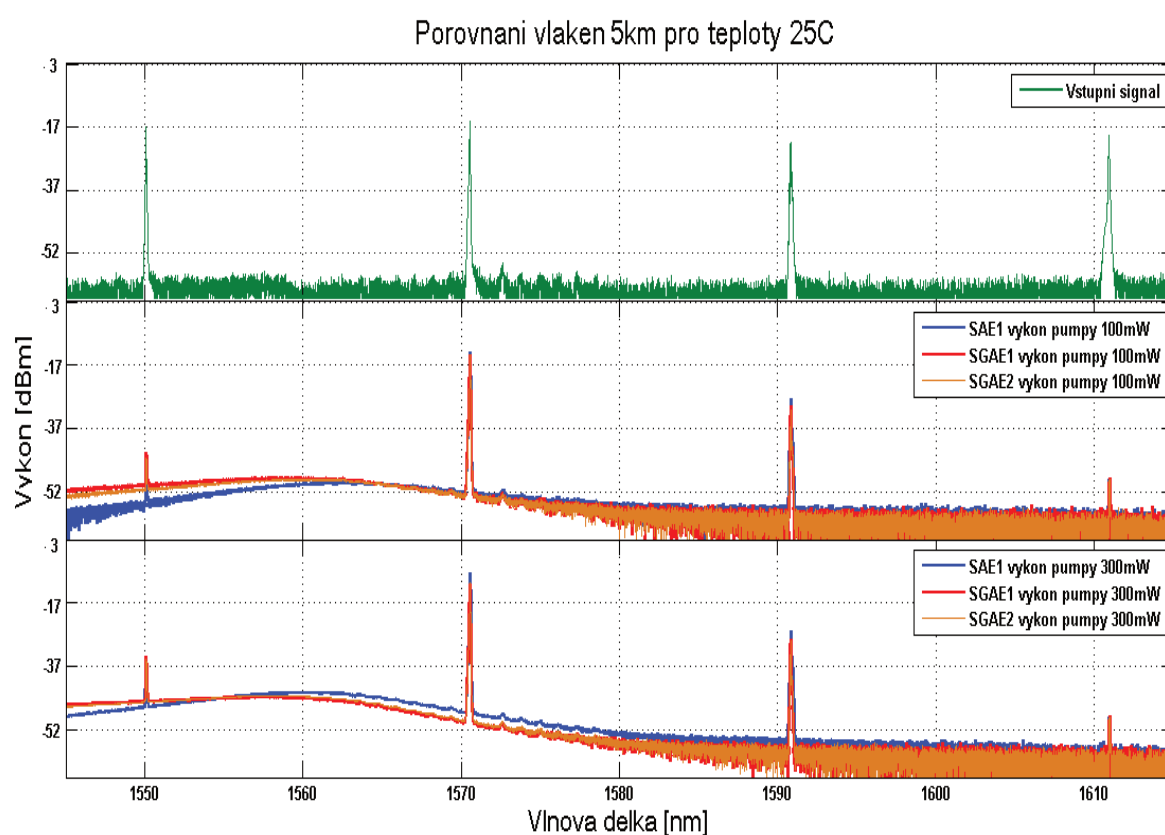 Porovnani vlaken 5km pro teploty 25C
-3
-17
-37
-52
Vstupni signal
-3
-17
-37
-52
SAE1 vykon pumpy 100mW
SGAE1 vykon pumpy 100mW
SGAE2 vykon pumpy 100mW
-3
-17
-37
-52
SAE1 vykon pumpy 300mW
SGAE1 vykon pumpy 300mW
SGAE2 vykon pumpy 300mW
Vykon [dBm]
1550 1560 1570 1580 1590 1600 1610
Vlnova delka [nm]